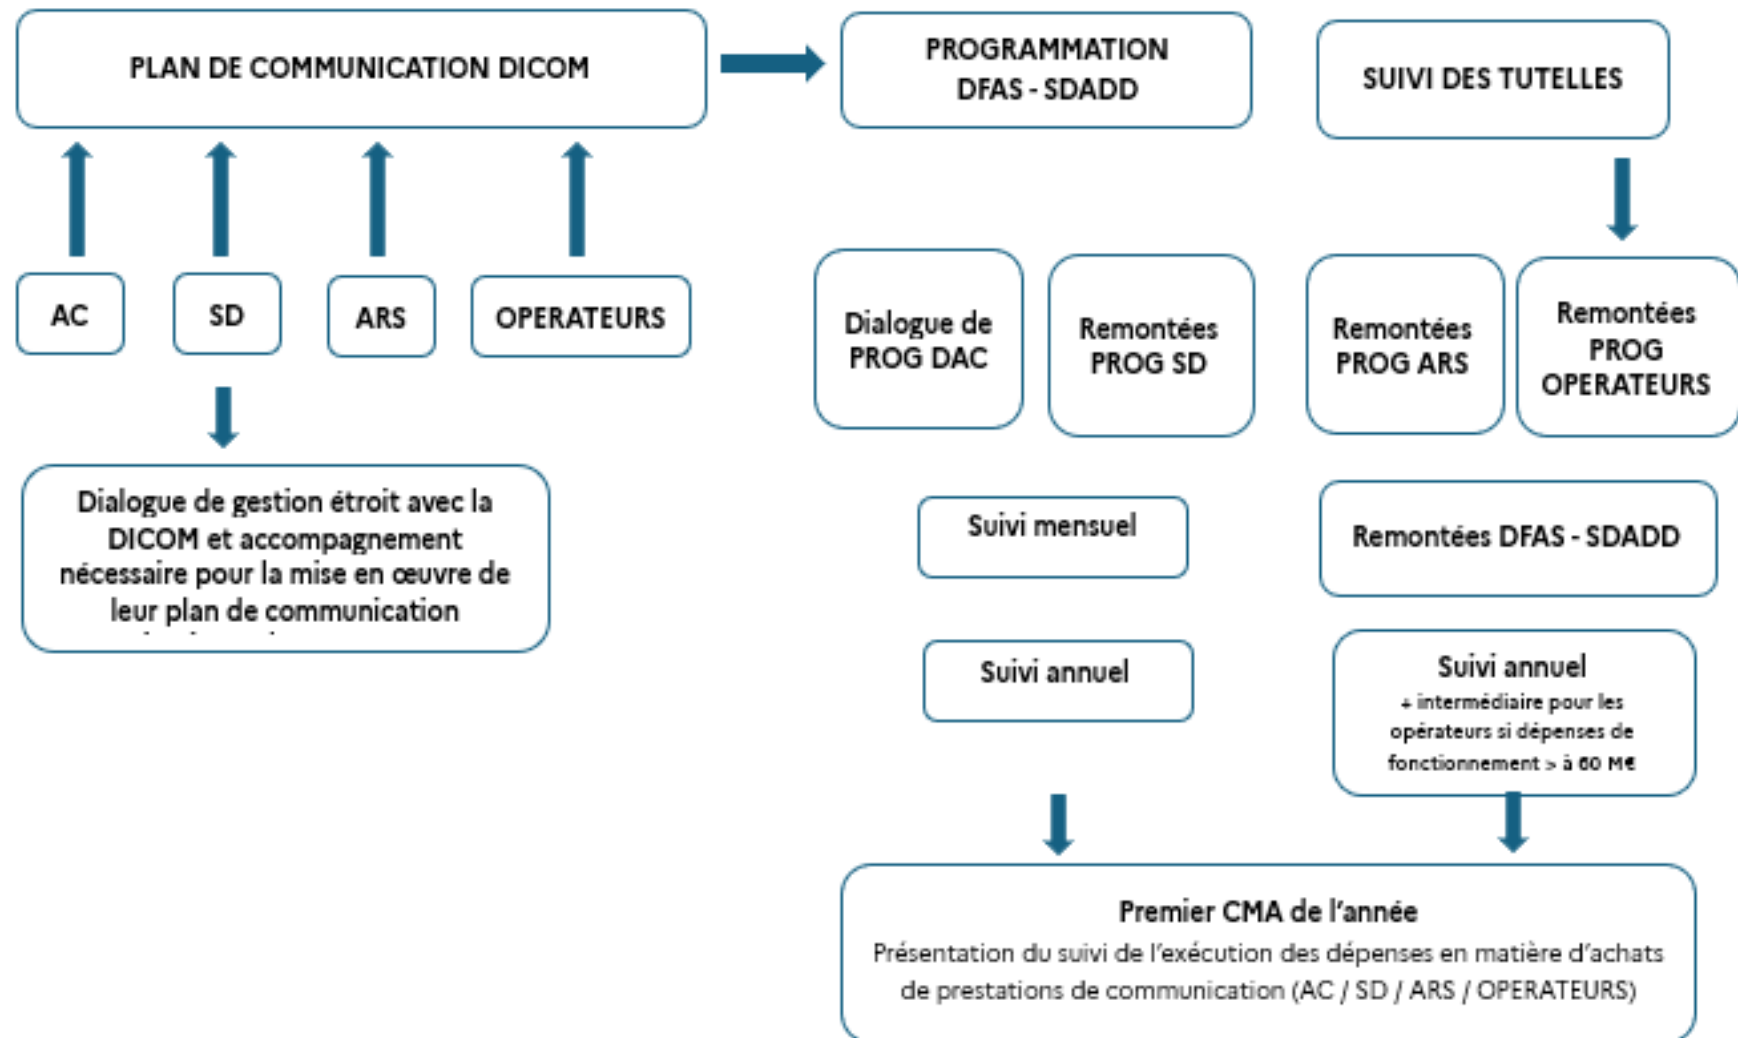 PLAN DE COMMUNICATION DICOM
PROGRAMMATION
DFAS - SDADD
SUIVI DES TUTELLES
AC
SD
ARS
OPERATEURS
Dialogue de
PROG DAC
Remontées
PROG SD
Remontées
PROG ARS
Remontées
PROG
OPERATEURS
Dialogue de gestion étroit avec la
DICOM et accompagnement
nécessaire pour la mise en œuvre de
leur plan de communication
Suivi mensuel
Remontées DFAS - SDADD
Suivi annuel
Suivi annuel
+ intermédiaire pour les
opérateurs si dépenses de
fonctionnement > à 60 M€
Premier CMA de l'année
Présentation du suivi de l'exécution des dépenses en matière d'achats
de prestations de communication (AC / SD / ARS / OPERATEURS)